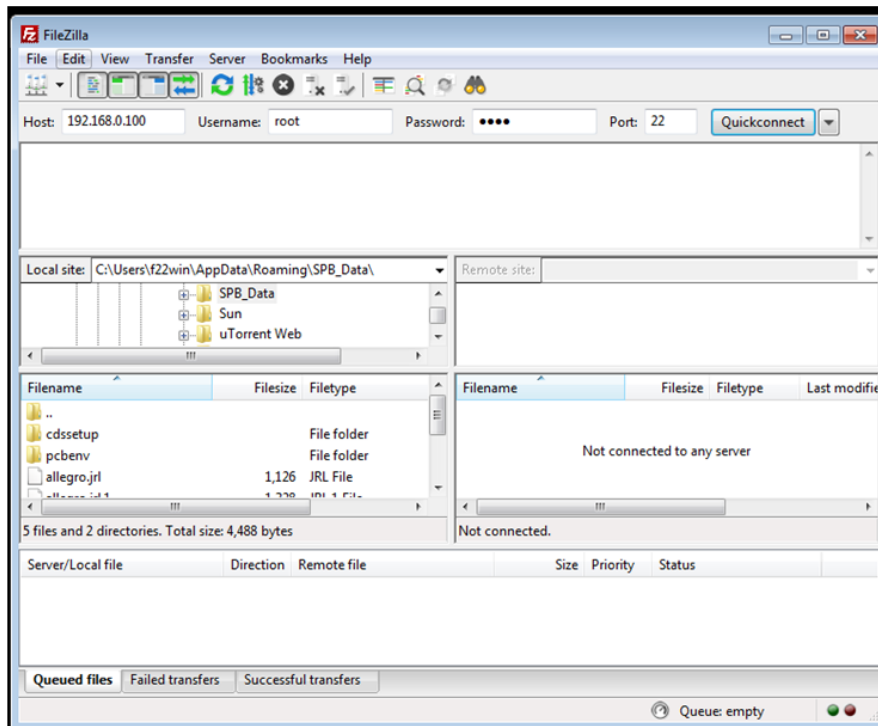 FileZilla
File Edit View Transfer Server Bookmarks Help
Host: 192.168.0.100 Username: root Password: •••• Port: 22 Quickconnect
Local site: C:\Users\f22win\AppData\Roaming\SPB_Data\ Remote site:
SPB_Data
Sun
uTorrent Web
Filename Filesize Filetype Filename Filesize Filetype Last modifie
..
cdssetup File folder
pcbenv File folder
Not connected to any server
allegro.jrl 1,126 JRL File
5 files and 2 directories. Total size: 4,488 bytes Not connected.
Server/Local file Direction Remote file Size Priority Status
Queued files Failed transfers Successful transfers
Queue: empty